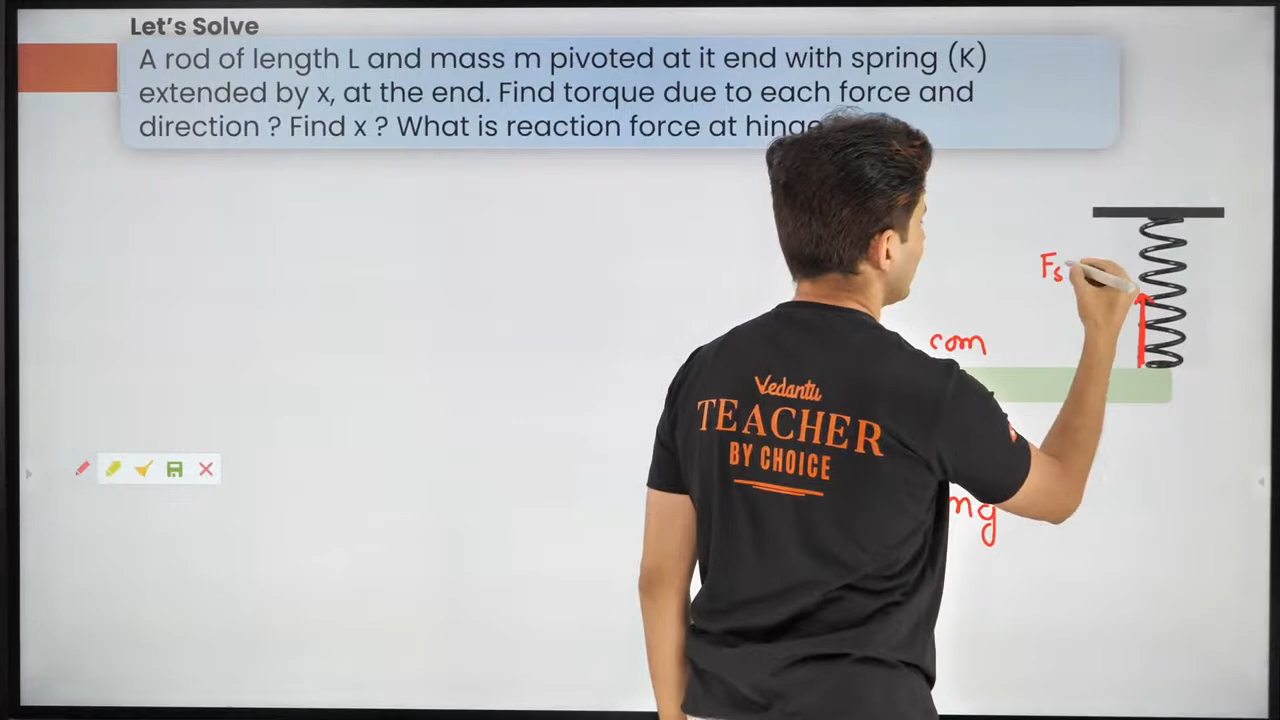 Let's Solve
A rod of length L and mass m pivoted at it end with spring (K)
extended by x, at the end. Find torque due to each force and
direction ? Find x ? What is reaction force at hinge
Fs
com
Vedantu
TEACHER
BY CHOICE
mg